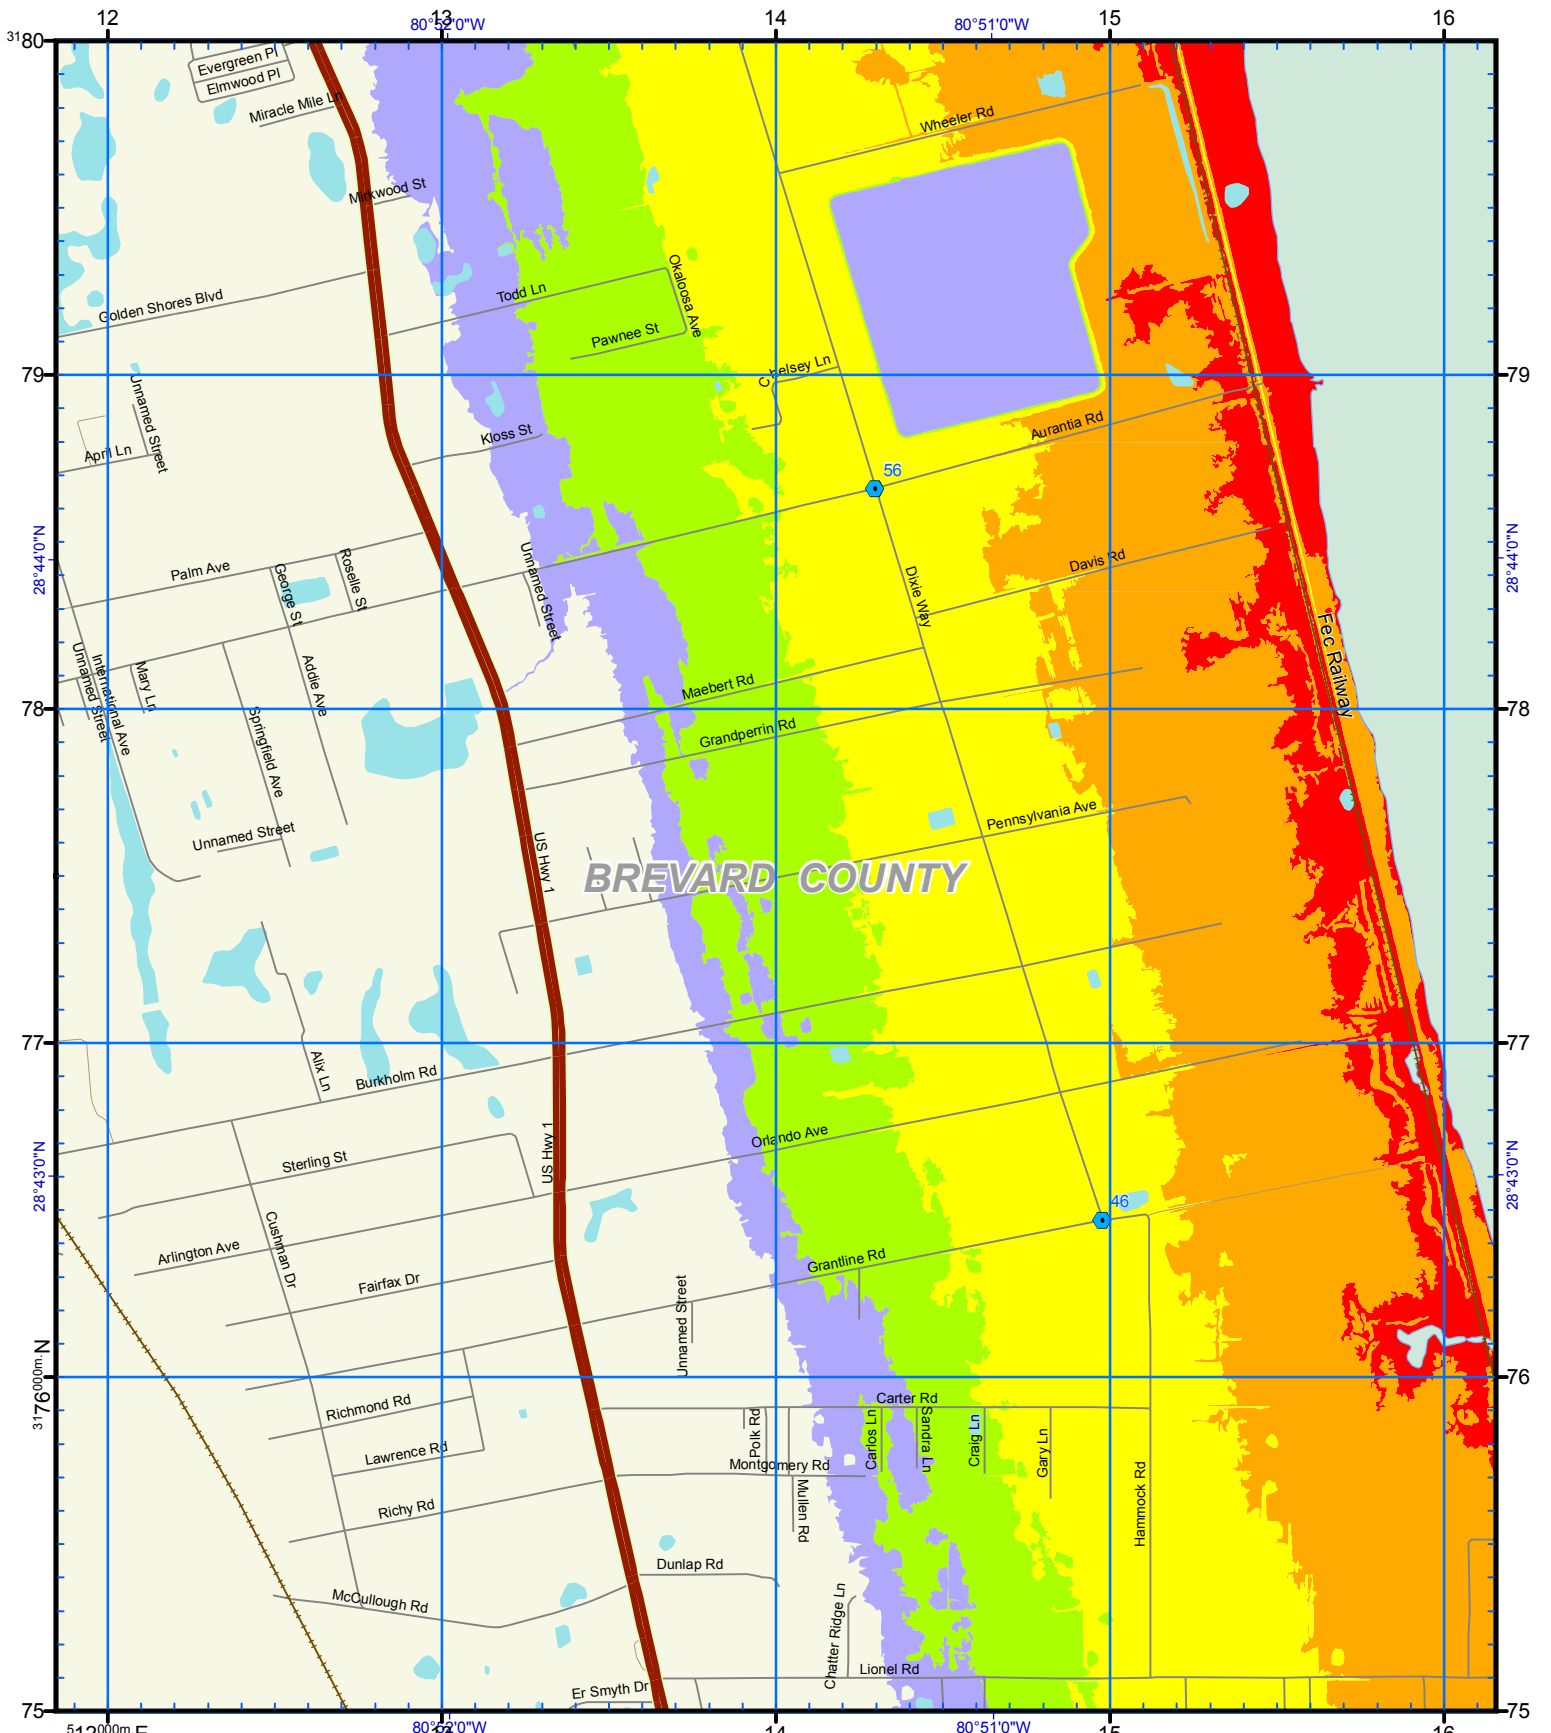 12
13
80°52'0"W
14
80°51'0"W
15
16
3180
80
Evergreen Pl
Elmwood Pl
Miracle Mile Ln
Wheeler Rd
Mirkwood St
Okaloosa Ave
Todd Ln
Golden Shores Blvd
Pawnee St
Chelsey Ln
79
79
Unnamed Street
Aurantia Rd
Kloss St
April Ln
56
28°44'0"N
28°44'0"N
Palm Ave
Roselle St
George St
Unnamed Street
Dixie Way
Davis Rd
Fec Railway
Unnamed Street
International Ave
Mary Ln
Addie Ave
Maebert Rd
78
78
Springfield Ave
Grandperrin Rd
Pennsylvania Ave
Unnamed Street
US Hwy 1
BREVARD COUNTY
77
77
Alix Ln
Burkholm Rd
Orlando Ave
US Hwy 1
Sterling St
28°43'0"N
28°43'0"N
46
Cushman Dr
Arlington Ave
Grantline Rd
Fairfax Dr
Unnamed Street
3176000m. N
76
Richmond Rd
Carter Rd
Polk Rd
Carlos Ln
Sandra Ln
Craig Ln
Gary Ln
Lawrence Rd
Montgomery Rd
Hammock Rd
Mullen Rd
Richy Rd
Dunlap Rd
McCullough Rd
Chatter Ridge Ln
Lionel Rd
Er Smyth Dr
75
75
512000m. E
13
80°52'0"W
14
80°51'0"W
15
16